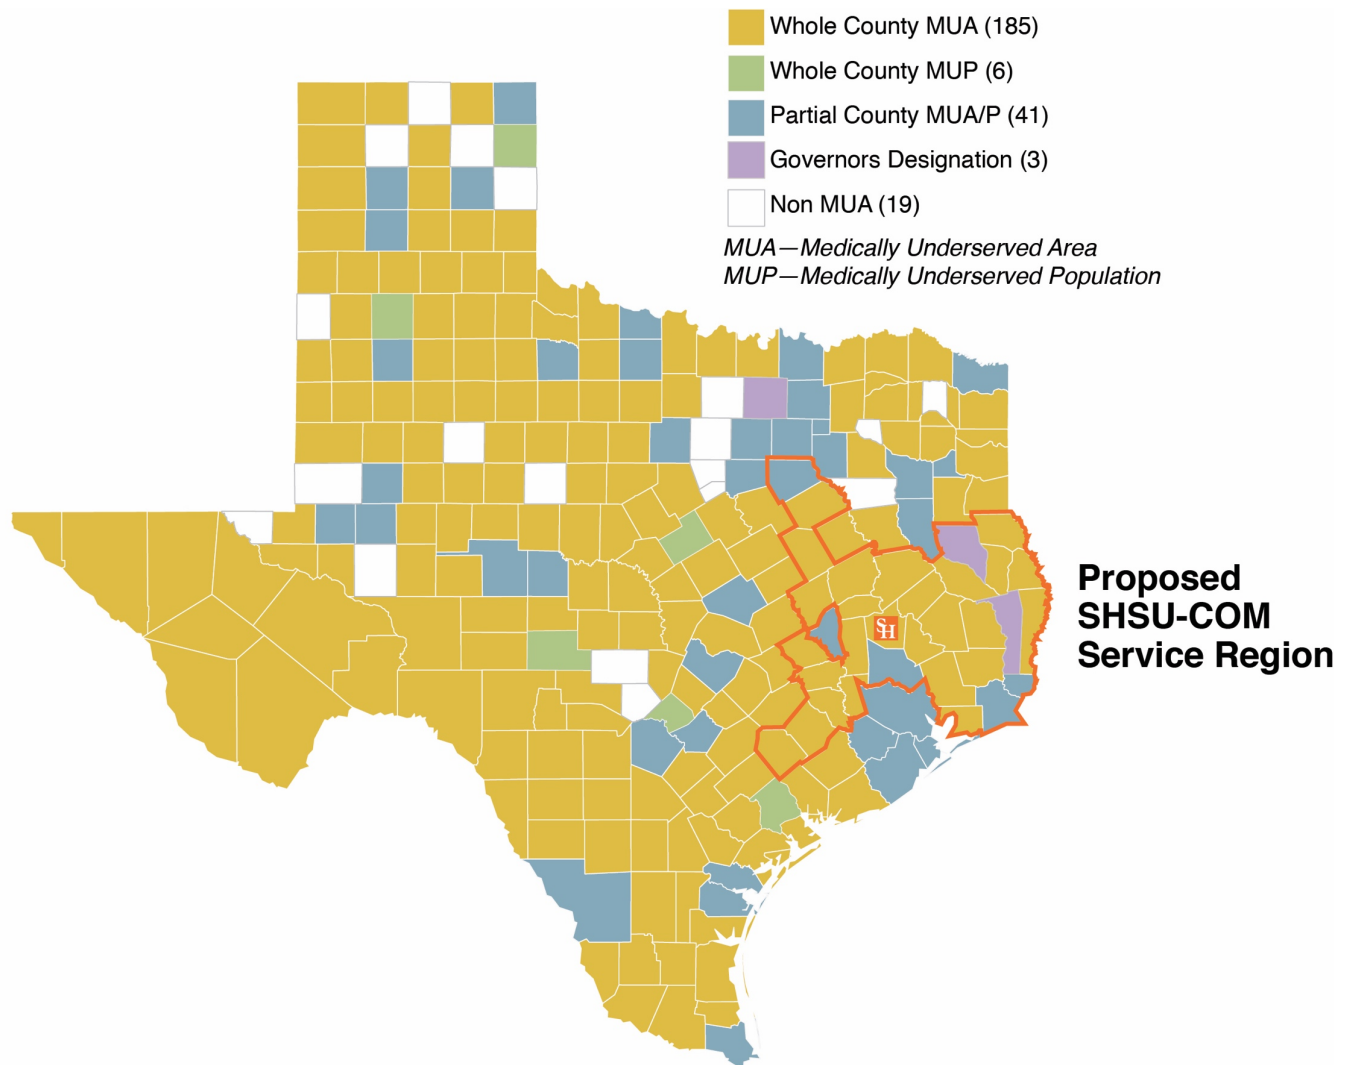 Whole County MUA (185)
Whole County MUP (6)
Partial County MUA/P (41)
Governors Designation (3)
Non MUA (19)
MUA—Medically Underserved Area
MUP—Medically Underserved Population
Proposed
SHSU-COM
Service Region
SH